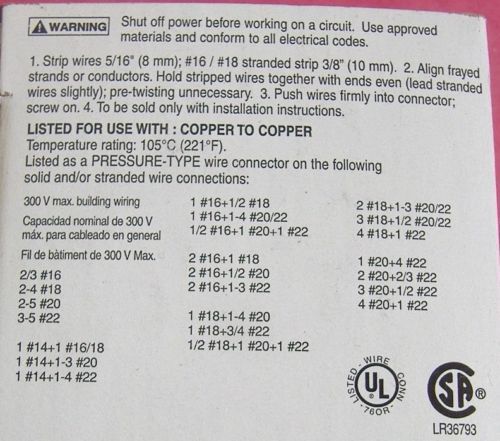 WARNING Shut off power before working on a circuit. Use approved
materials and conform to all electrical codes.
1. Strip wires 5/16" (8 mm); #16 / #18 stranded strip 3/8" (10 mm). 2. Align frayed
strands or conductors. Hold stripped wires together with ends even (lead stranded
wires slightly); pre-twisting unnecessary. 3. Push wires firmly into connector;
screw on. 4. To be sold only with installation instructions.
LISTED FOR USE WITH : COPPER TO COPPER
Temperature rating: 105°C (221°F).
Listed as a PRESSURE-TYPE wire connector on the following
solid and/or stranded wire connections:
300 V max. building wiring
Capacidad nominal de 300 V
máx. para cableado en general
Fil de bàtiment de 300 V Max.
2/3 #16
2-4 #18
2-5 #20
3-5 #22
1 #14+1 #16/18
1 #14+1-3 #20
1 #14+1-4 #22
1 #16+1/2 #18
1 #16+1-4 #20/22
1/2 #16+1 #20+1 #22
2 #16+1 #18
2 #16+1/2 #20
2 #16+1-3 #22
1 #18+1-4 #20
1 #18+3/4 #22
1/2 #18+1 #20+1 #22
2 #18+1-3 #20/22
3 #18+1/2 #20/22
4 #18+1 #22
1 #20+4 #22
2 #20+2/3 #22
3 #20+1/2 #22
4 #20+1 #22
LISTED - WIRE CONN
UL
-76OR-
CSA
LR36793